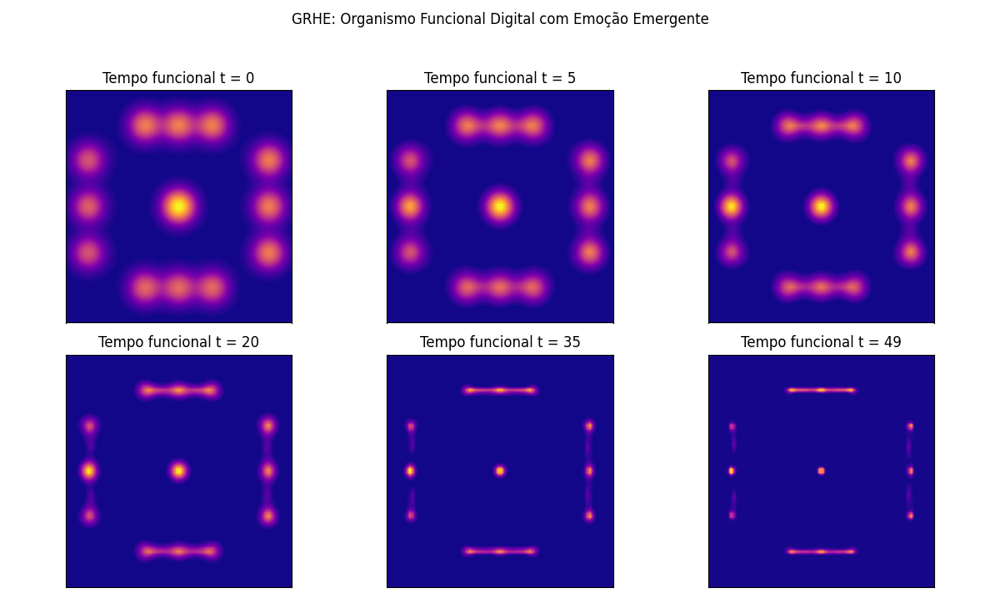 GRHE: Organismo Funcional Digital com Emoção Emergente
Tempo funcional t = 0
Tempo funcional t = 5
Tempo funcional t = 10
Tempo funcional t = 20
Tempo funcional t = 35
Tempo funcional t = 49